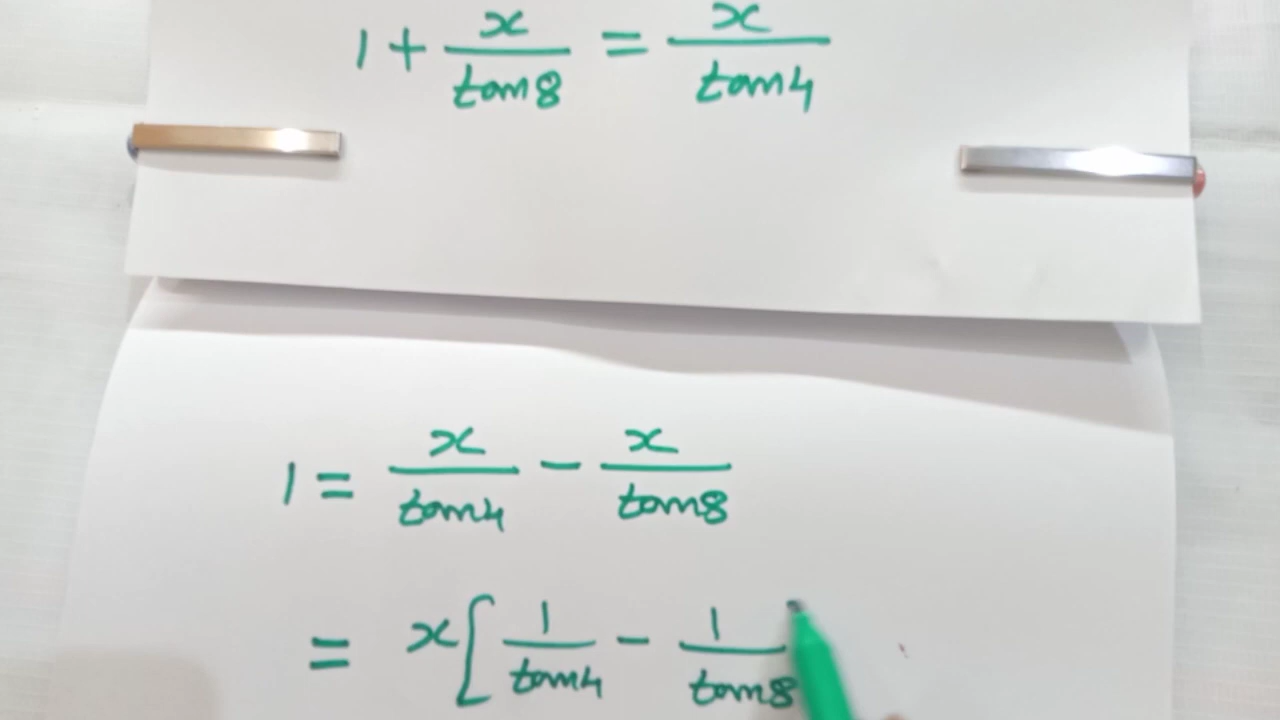 1 + x/tan8 = x/tan4
1 = x/tan4 - x/tan8
= x[1/tan4 - 1/tan8